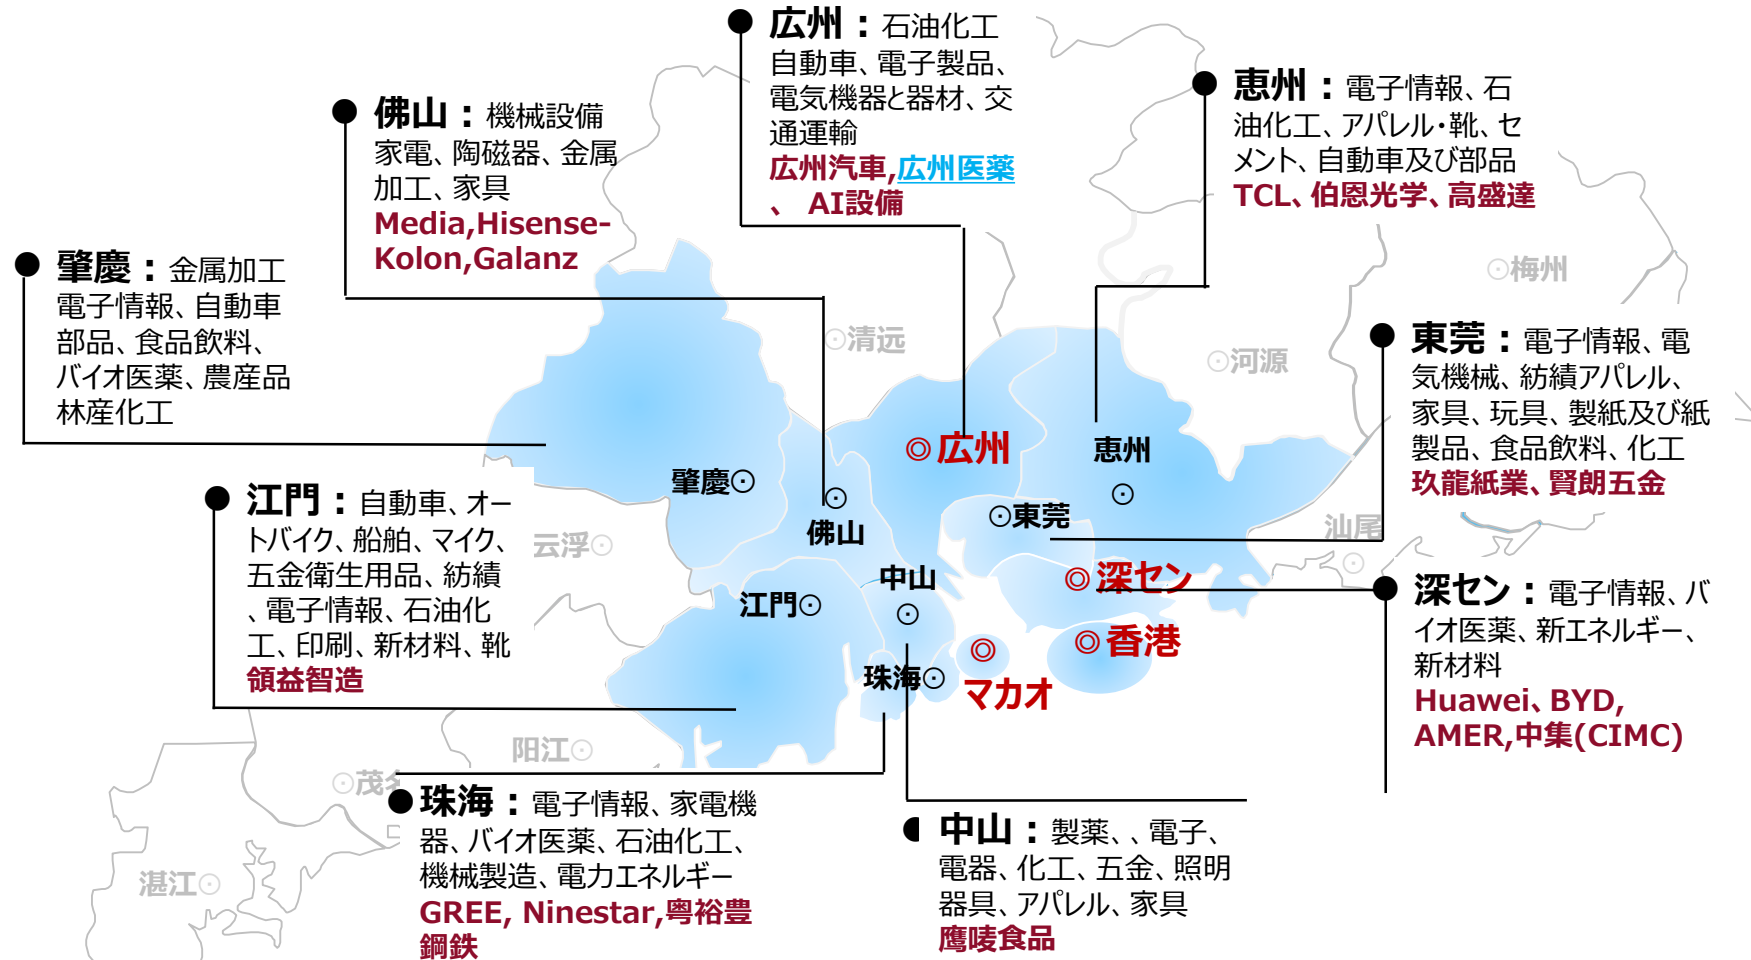 広州：石油化工
自動車、電子製品、
電気機器と器材、交
通運輸
広州汽車,広州医薬
、 AI設備
恵州：電子情報、石
油化工、アパレル・靴、セ
メント、自動車及び部品
TCL、伯恩光学、高盛達
佛山：機械設備
家電、陶磁器、金属
加工、家具
Media,Hisense-
Kolon,Galanz
肇慶：金属加工
電子情報、自動車
部品、食品飲料、
バイオ医薬、農産品
林産化工
東莞：電子情報、電
気機械、紡績アパレル、
家具、玩具、製紙及び紙
製品、食品飲料、化工
玖龍紙業、賢朗五金
江門：自動車、オー
トバイク、船舶、マイク、
五金衛生用品、紡績
、電子情報、石油化
工、印刷、新材料、靴
領益智造
深セン：電子情報、バ
イオ医薬、新エネルギー、
新材料
Huawei、BYD,
AMER,中集(CIMC)
珠海：電子情報、家電機
器、バイオ医薬、石油化工、
機械製造、電力エネルギー
GREE, Ninestar,粤裕豊
鋼鉄
中山：製薬、、電子、
電器、化工、五金、照明
器具、アパレル、家具
鹰唛食品
梅州
清远
河源
広州
恵州
肇慶
佛山
東莞
汕尾
云浮
中山
深セン
江門
香港
珠海
マカオ
阳江
茂名
湛江